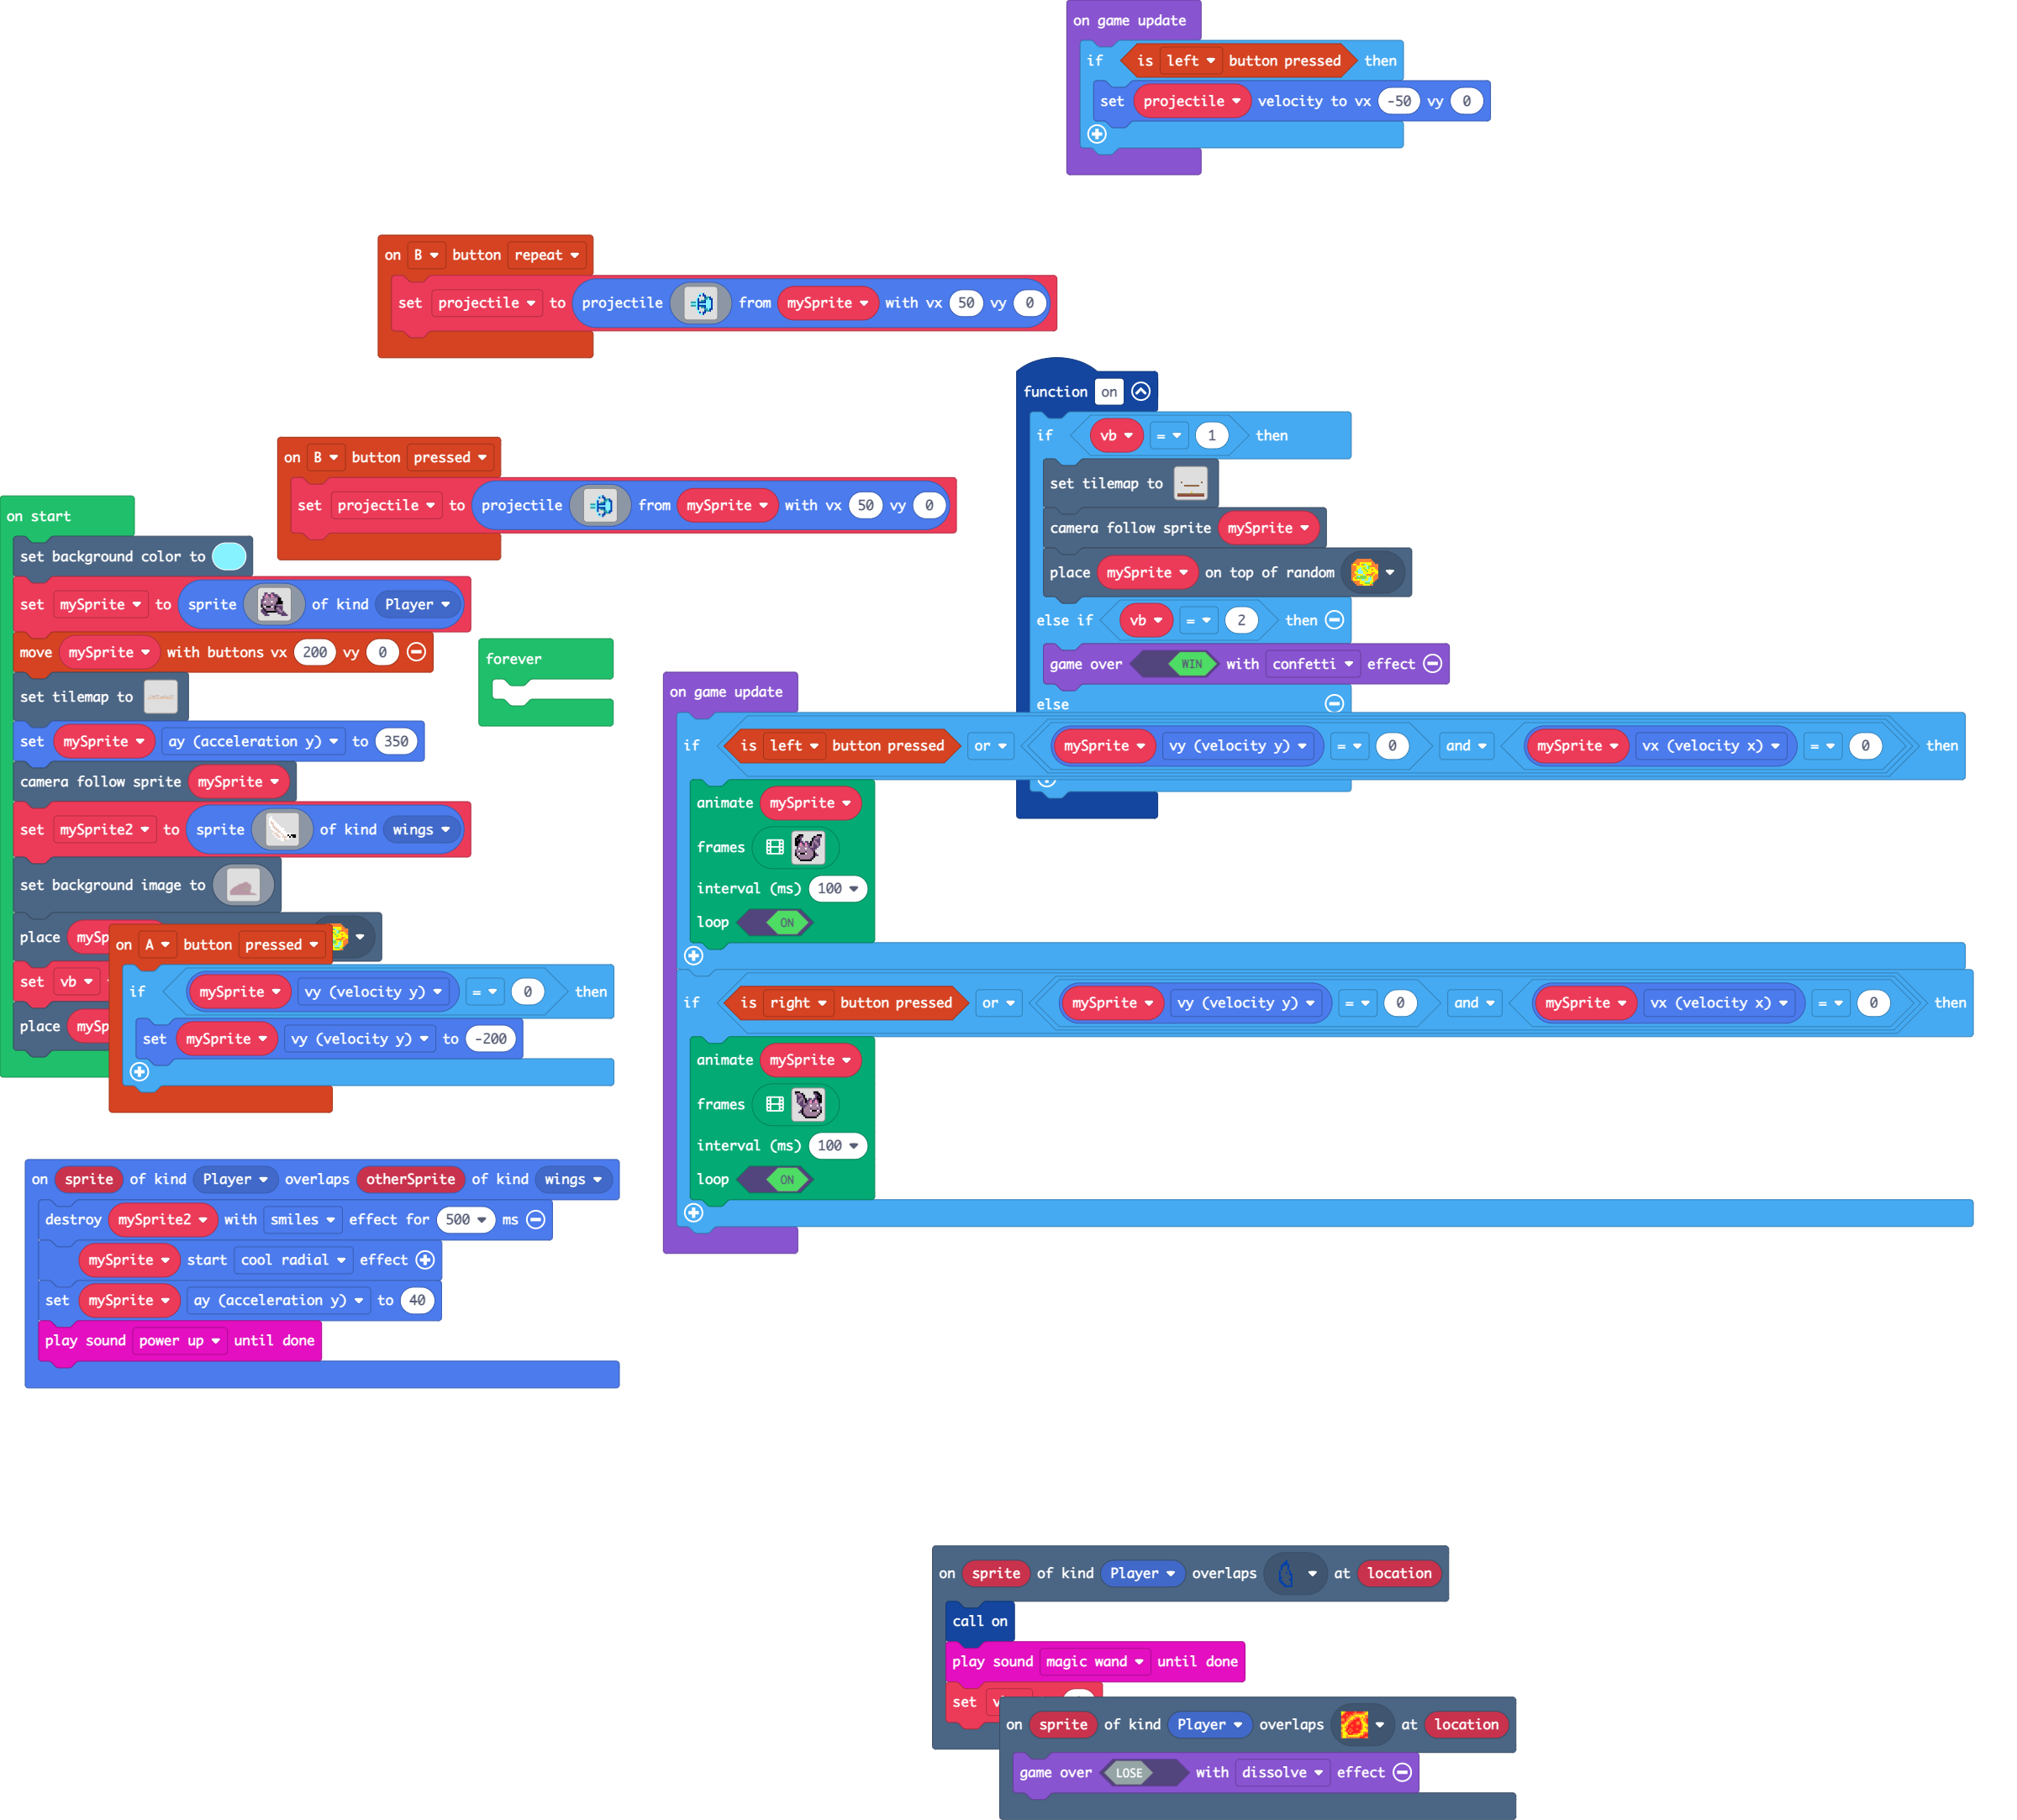 on game update
if is left button pressed then
set projectile velocity to vx -50 vy 0
on B button repeat
set projectile to projectile from mySprite with vx 50 vy 0
function on
if vb = 1 then
set tilemap to
camera follow sprite mySprite
place mySprite on top of random
else if vb = 2 then
game over WIN with confetti effect
else
on B button pressed
set projectile to projectile from mySprite with vx 50 vy 0
on start
set background color to
set mySprite to sprite of kind Player
move mySprite with buttons vx 200 vy 0
set tilemap to
set mySprite ay (acceleration y) to 350
camera follow sprite mySprite
set mySprite2 to sprite of kind wings
set background image to
place
set vb
place
forever
on A button pressed
if mySprite vy (velocity y) = 0 then
set mySprite vy (velocity y) to -200
on game update
if is left button pressed or mySprite vy (velocity y) = 0 and mySprite vx (velocity x) = 0 then
animate mySprite
frames
interval (ms) 100
loop ON
if is right button pressed or mySprite vy (velocity y) = 0 and mySprite vx (velocity x) = 0 then
animate mySprite
frames
interval (ms) 100
loop ON
on sprite of kind Player overlaps otherSprite of kind wings
destroy mySprite2 with smiles effect for 500 ms
mySprite start cool radial effect
set mySprite ay (acceleration y) to 40
play sound power up until done
on sprite of kind Player overlaps at location
call on
play sound magic wand until done
set
on sprite of kind Player overlaps at location
game over LOSE with dissolve effect